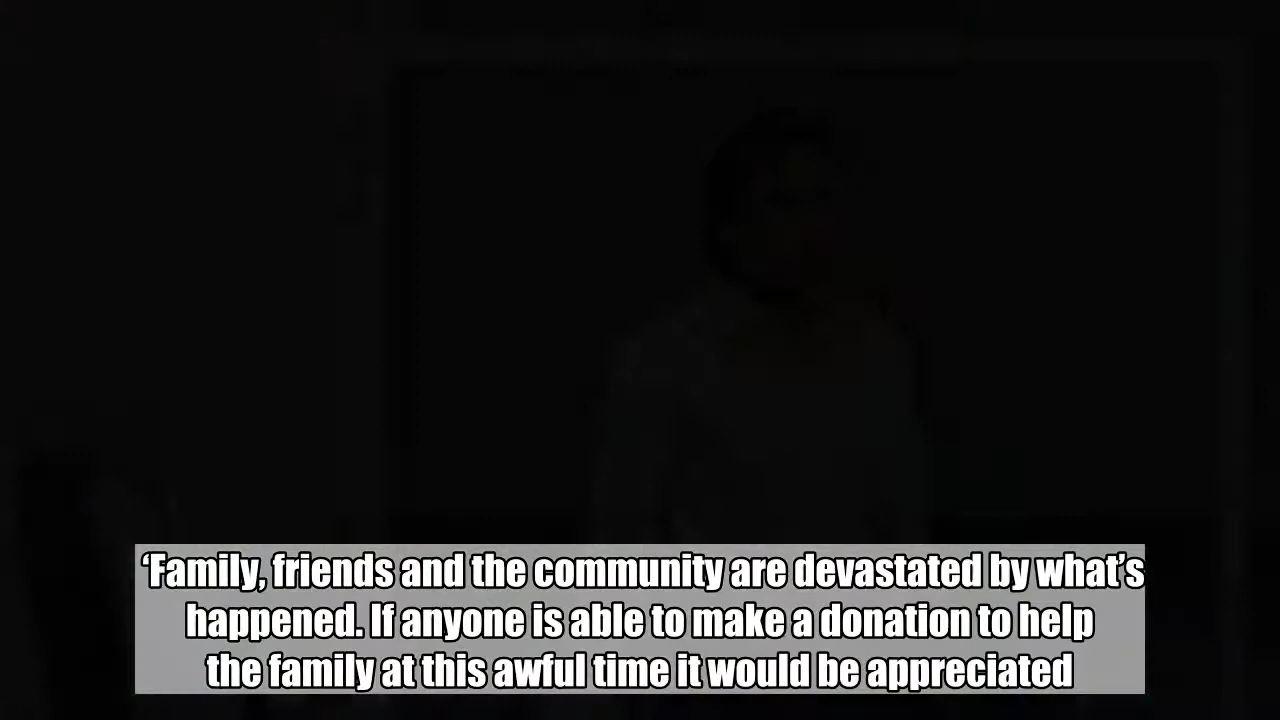 ‘Family, friends and the community are devastated by what’s
happened. If anyone is able to make a donation to help
the family at this awful time it would be appreciated